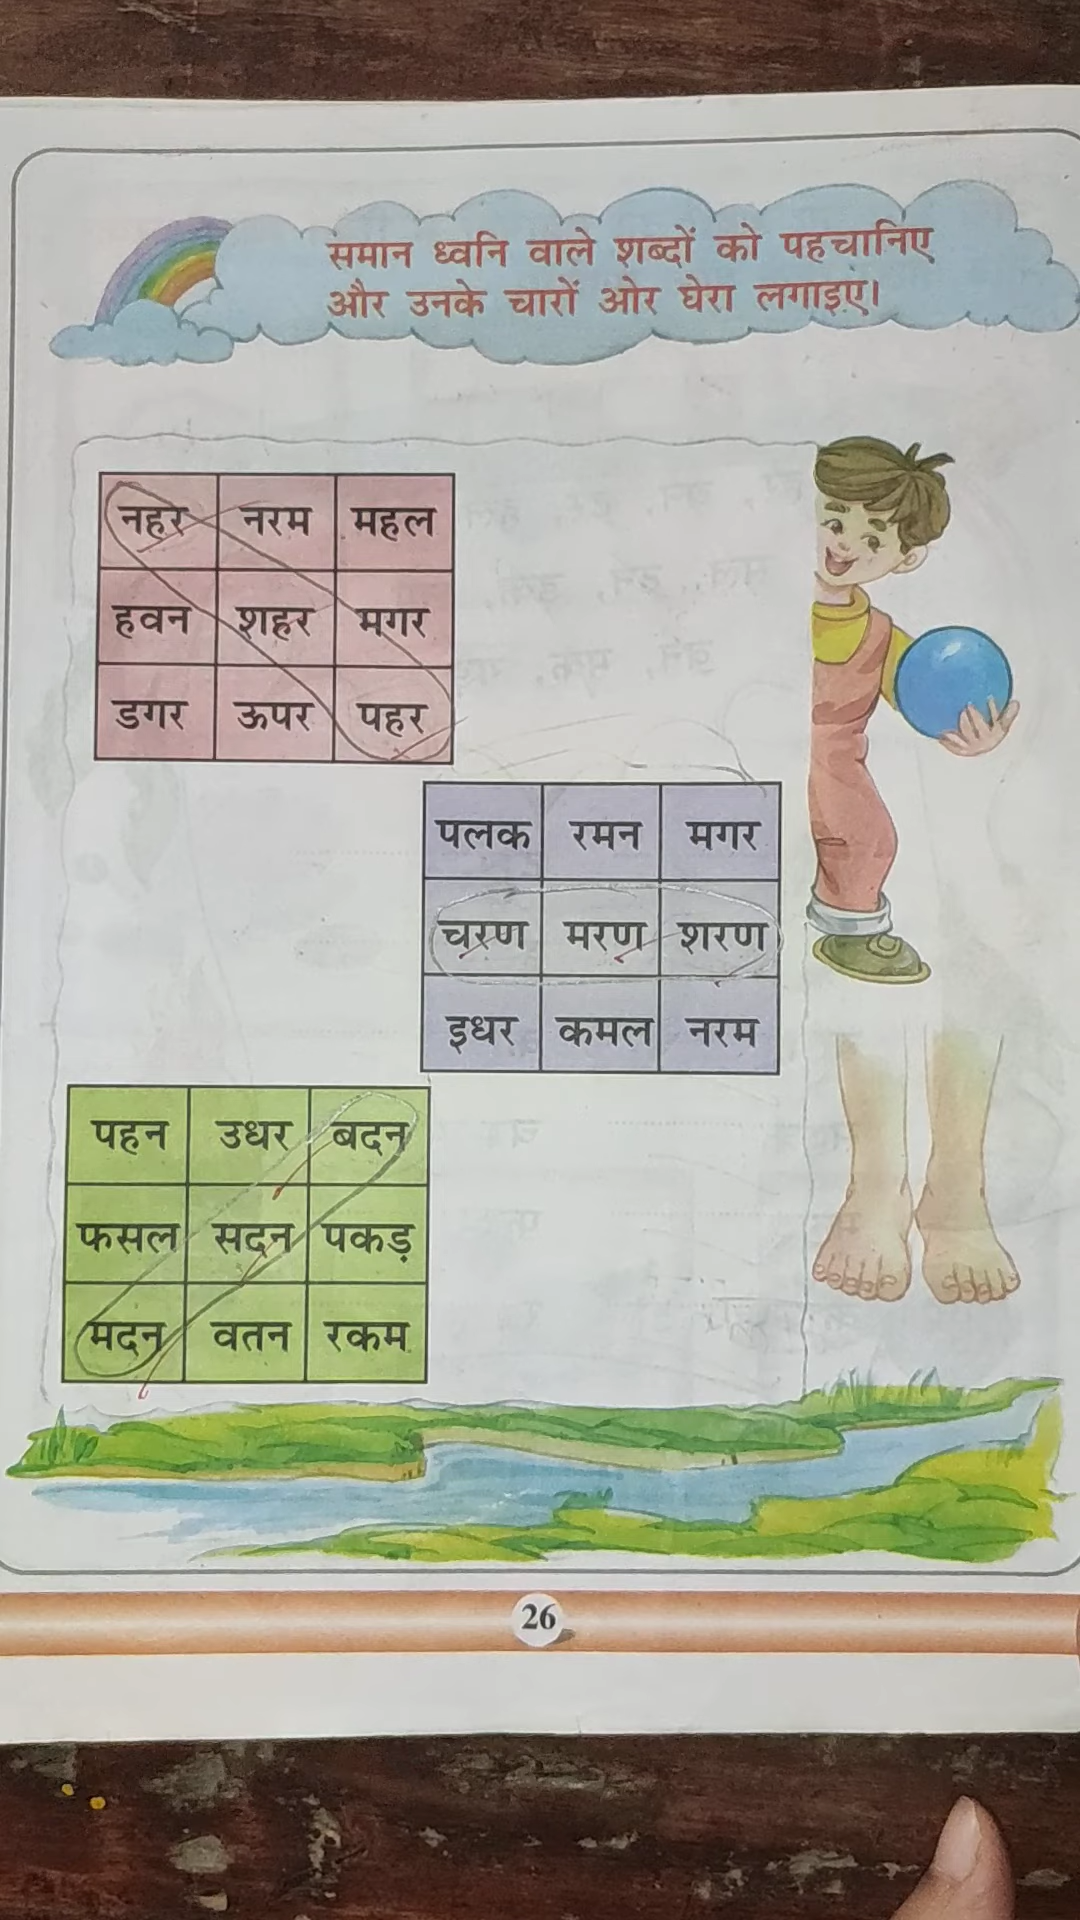 समान ध्वनि वाले शब्दों को पहचानिए
और उनके चारों ओर घेरा लगाइए।
नहर नरम महल
हवन शहर मगर
डगर ऊपर पहर
पलक रमन मगर
चरण मरण शरण
इधर कमल नरम
पहन उधर बदन
फसल सदन पकड़
मदन वतन रकम
26